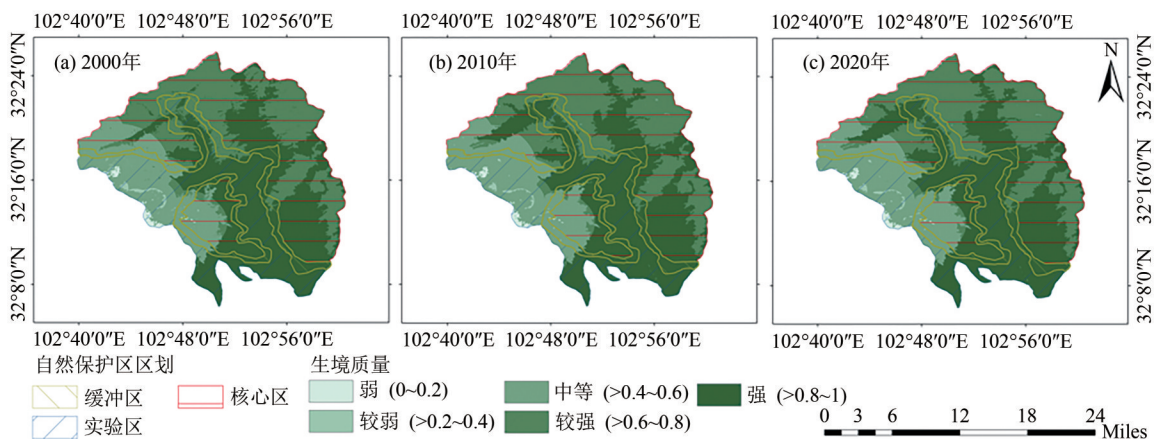 102°40′0″E 102°48′0″E 102°56′0″E 102°40′0″E 102°48′0″E 102°56′0″E 102°40′0″E 102°48′0″E 102°56′0″E
(a) 2000年
(b) 2010年
(c) 2020年
N
32°24′0″N 32°24′0″N
32°16′0″N 32°16′0″N
32°8′0″N 32°8′0″N
102°40′0″E 102°48′0″E 102°56′0″E 102°40′0″E 102°48′0″E 102°56′0″E 102°40′0″E 102°48′0″E 102°56′0″E
自然保护区区划
缓冲区 核心区
实验区
生境质量
弱 (0~0.2) 中等 (>0.4~0.6) 强 (>0.8~1)
较弱 (>0.2~0.4) 较强 (>0.6~0.8)
0 3 6 12 18 24
Miles